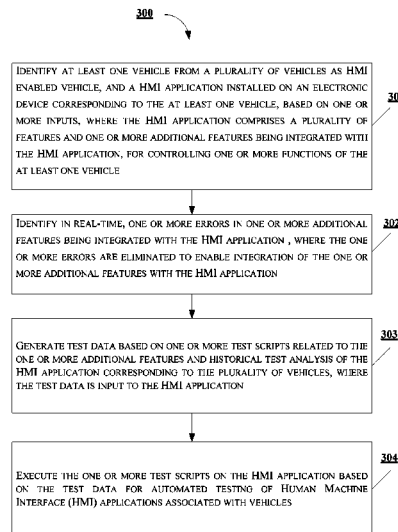 300
IDENTIFY AT LEAST ONE VEHICLE FROM A PLURALITY OF VEHICLES AS HMI
ENABLED VEHICLE, AND A HMI APPLICATION INSTALLED ON AN ELECTRONIC
DEVICE CORRESPONDING TO THE AT LEAST ONE VEHICLE, BASED ON ONE OR
MORE INPUTS, WHERE THE HMI APPLICATION COMPRISES A PLURALITY OF
FEATURES AND ONE OR MORE ADDITIONAL FEATURES BEING INTEGRATED WITH
THE HMI APPLICATION, FOR CONTROLLING ONE OR MORE FUNCTIONS OF THE
AT LEAST ONE VEHICLE
30
IDENTIFY IN REAL-TIME, ONE OR MORE ERRORS IN ONE OR MORE ADDITIONAL
FEATURES BEING INTEGRATED WITH THE HMI APPLICATION , WHERE THE ONE
OR MORE ERRORS ARE ELIMINATED TO ENABLE INTEGRATION OF THE ONE OR
MORE ADDITIONAL FEATURES WITH THE HMI APPLICATION
302
GENERATE TEST DATA BASED ON ONE OR MORE TEST SCRIPTS RELATED TO THE
ONE OR MORE ADDITIONAL FEATURES AND HISTORICAL TEST ANALYSIS OF THE
HMI APPLICATION CORRESPONDING TO THE PLURALITY OF VEHICLES, WHERE
THE TEST DATA IS INPUT TO THE HMI APPLICATION
303
EXECUTE THE ONE OR MORE TEST SCRIPTS ON THE HMI APPLICATION BASED
ON THE TEST DATA FOR AUTOMATED TESTING OF HUMAN MACHINE
INTERFACE (HMI) APPLICATIONS ASSOCIATED WITH VEHICLES
304